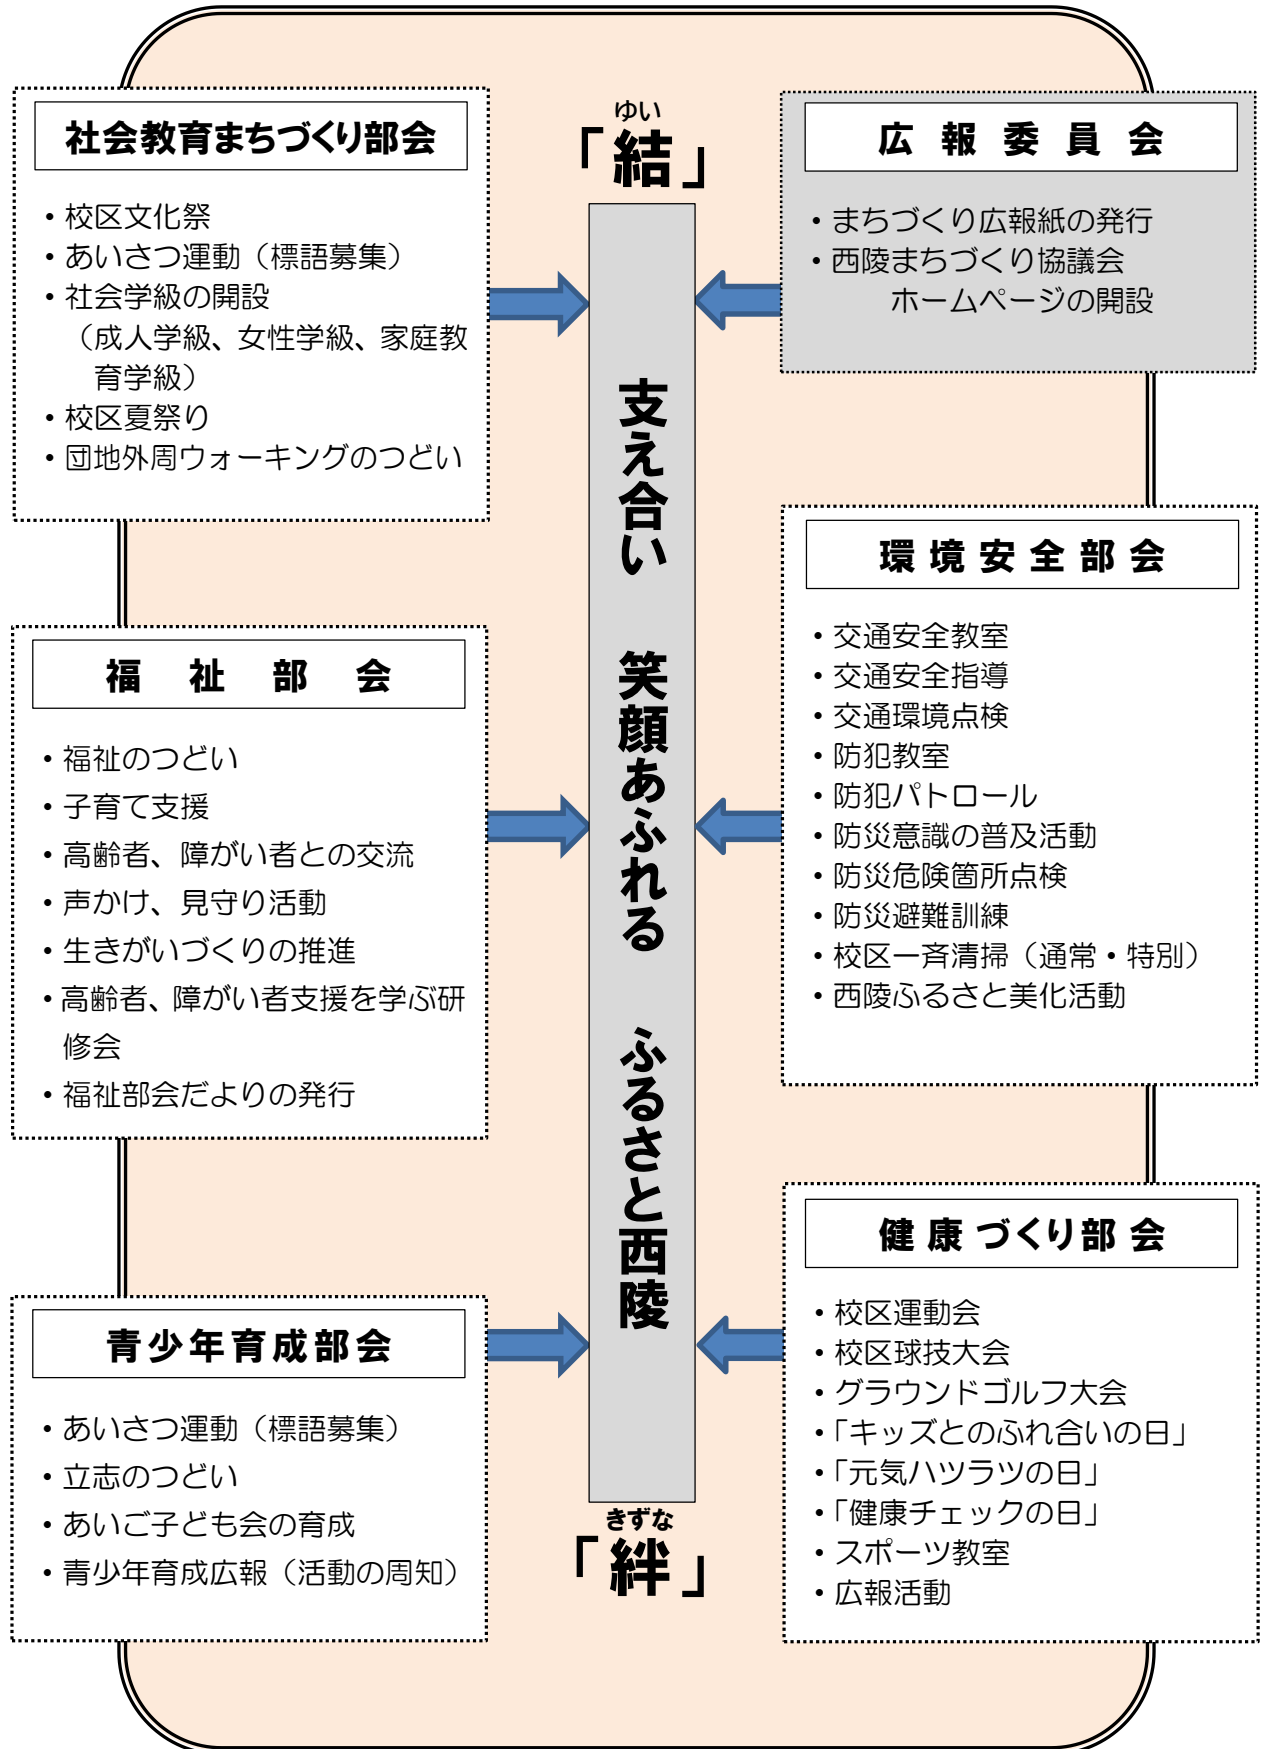 社会教育まちづくり部会
・校区文化祭
・あいさつ運動（標語募集）
・社会学級の開設
（成人学級、女性学級、家庭教
育学級）
・校区夏祭り
・団地外周ウォーキングのつどい
福祉部会
・福祉のつどい
・子育て支援
・高齢者、障がい者との交流
・声かけ、見守り活動
・生きがいづくりの推進
・高齢者、障がい者支援を学ぶ研
修会
・福祉部会だよりの発行
青少年育成部会
・あいさつ運動（標語募集）
・立志のつどい
・あいご子ども会の育成
・青少年育成広報（活動の周知）
ゆい
「結」
支え合い　笑顔あふれる　ふるさと西陵
きずな
「絆」
広報委員会
・まちづくり広報紙の発行
・西陵まちづくり協議会
ホームページの開設
環境安全部会
・交通安全教室
・交通安全指導
・交通環境点検
・防犯教室
・防犯パトロール
・防災意識の普及活動
・防災危険箇所点検
・防災避難訓練
・校区一斉清掃（通常・特別）
・西陵ふるさと美化活動
健康づくり部会
・校区運動会
・校区球技大会
・グラウンドゴルフ大会
・「キッズとのふれ合いの日」
・「元気ハツラツの日」
・「健康チェックの日」
・スポーツ教室
・広報活動